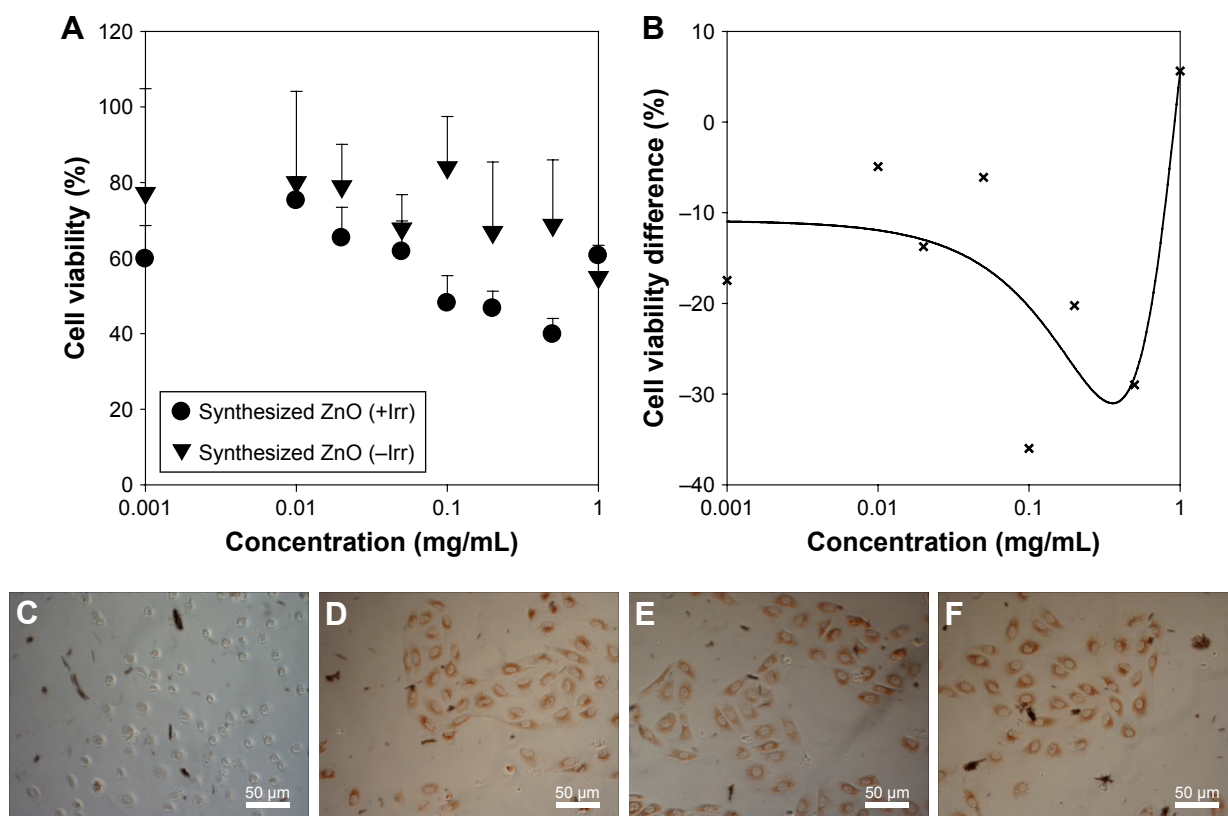 A
120
100
80
60
40
20
0
Cell viability (%)
Synthesized ZnO (+Irr)
Synthesized ZnO (–Irr)
0.001
0.01
0.1
1
Concentration (mg/mL)
B
10
0
–10
–20
–30
–40
Cell viability difference (%)
0.001
0.01
0.1
1
Concentration (mg/mL)
C
50 µm
D
50 µm
E
50 µm
F
50 µm